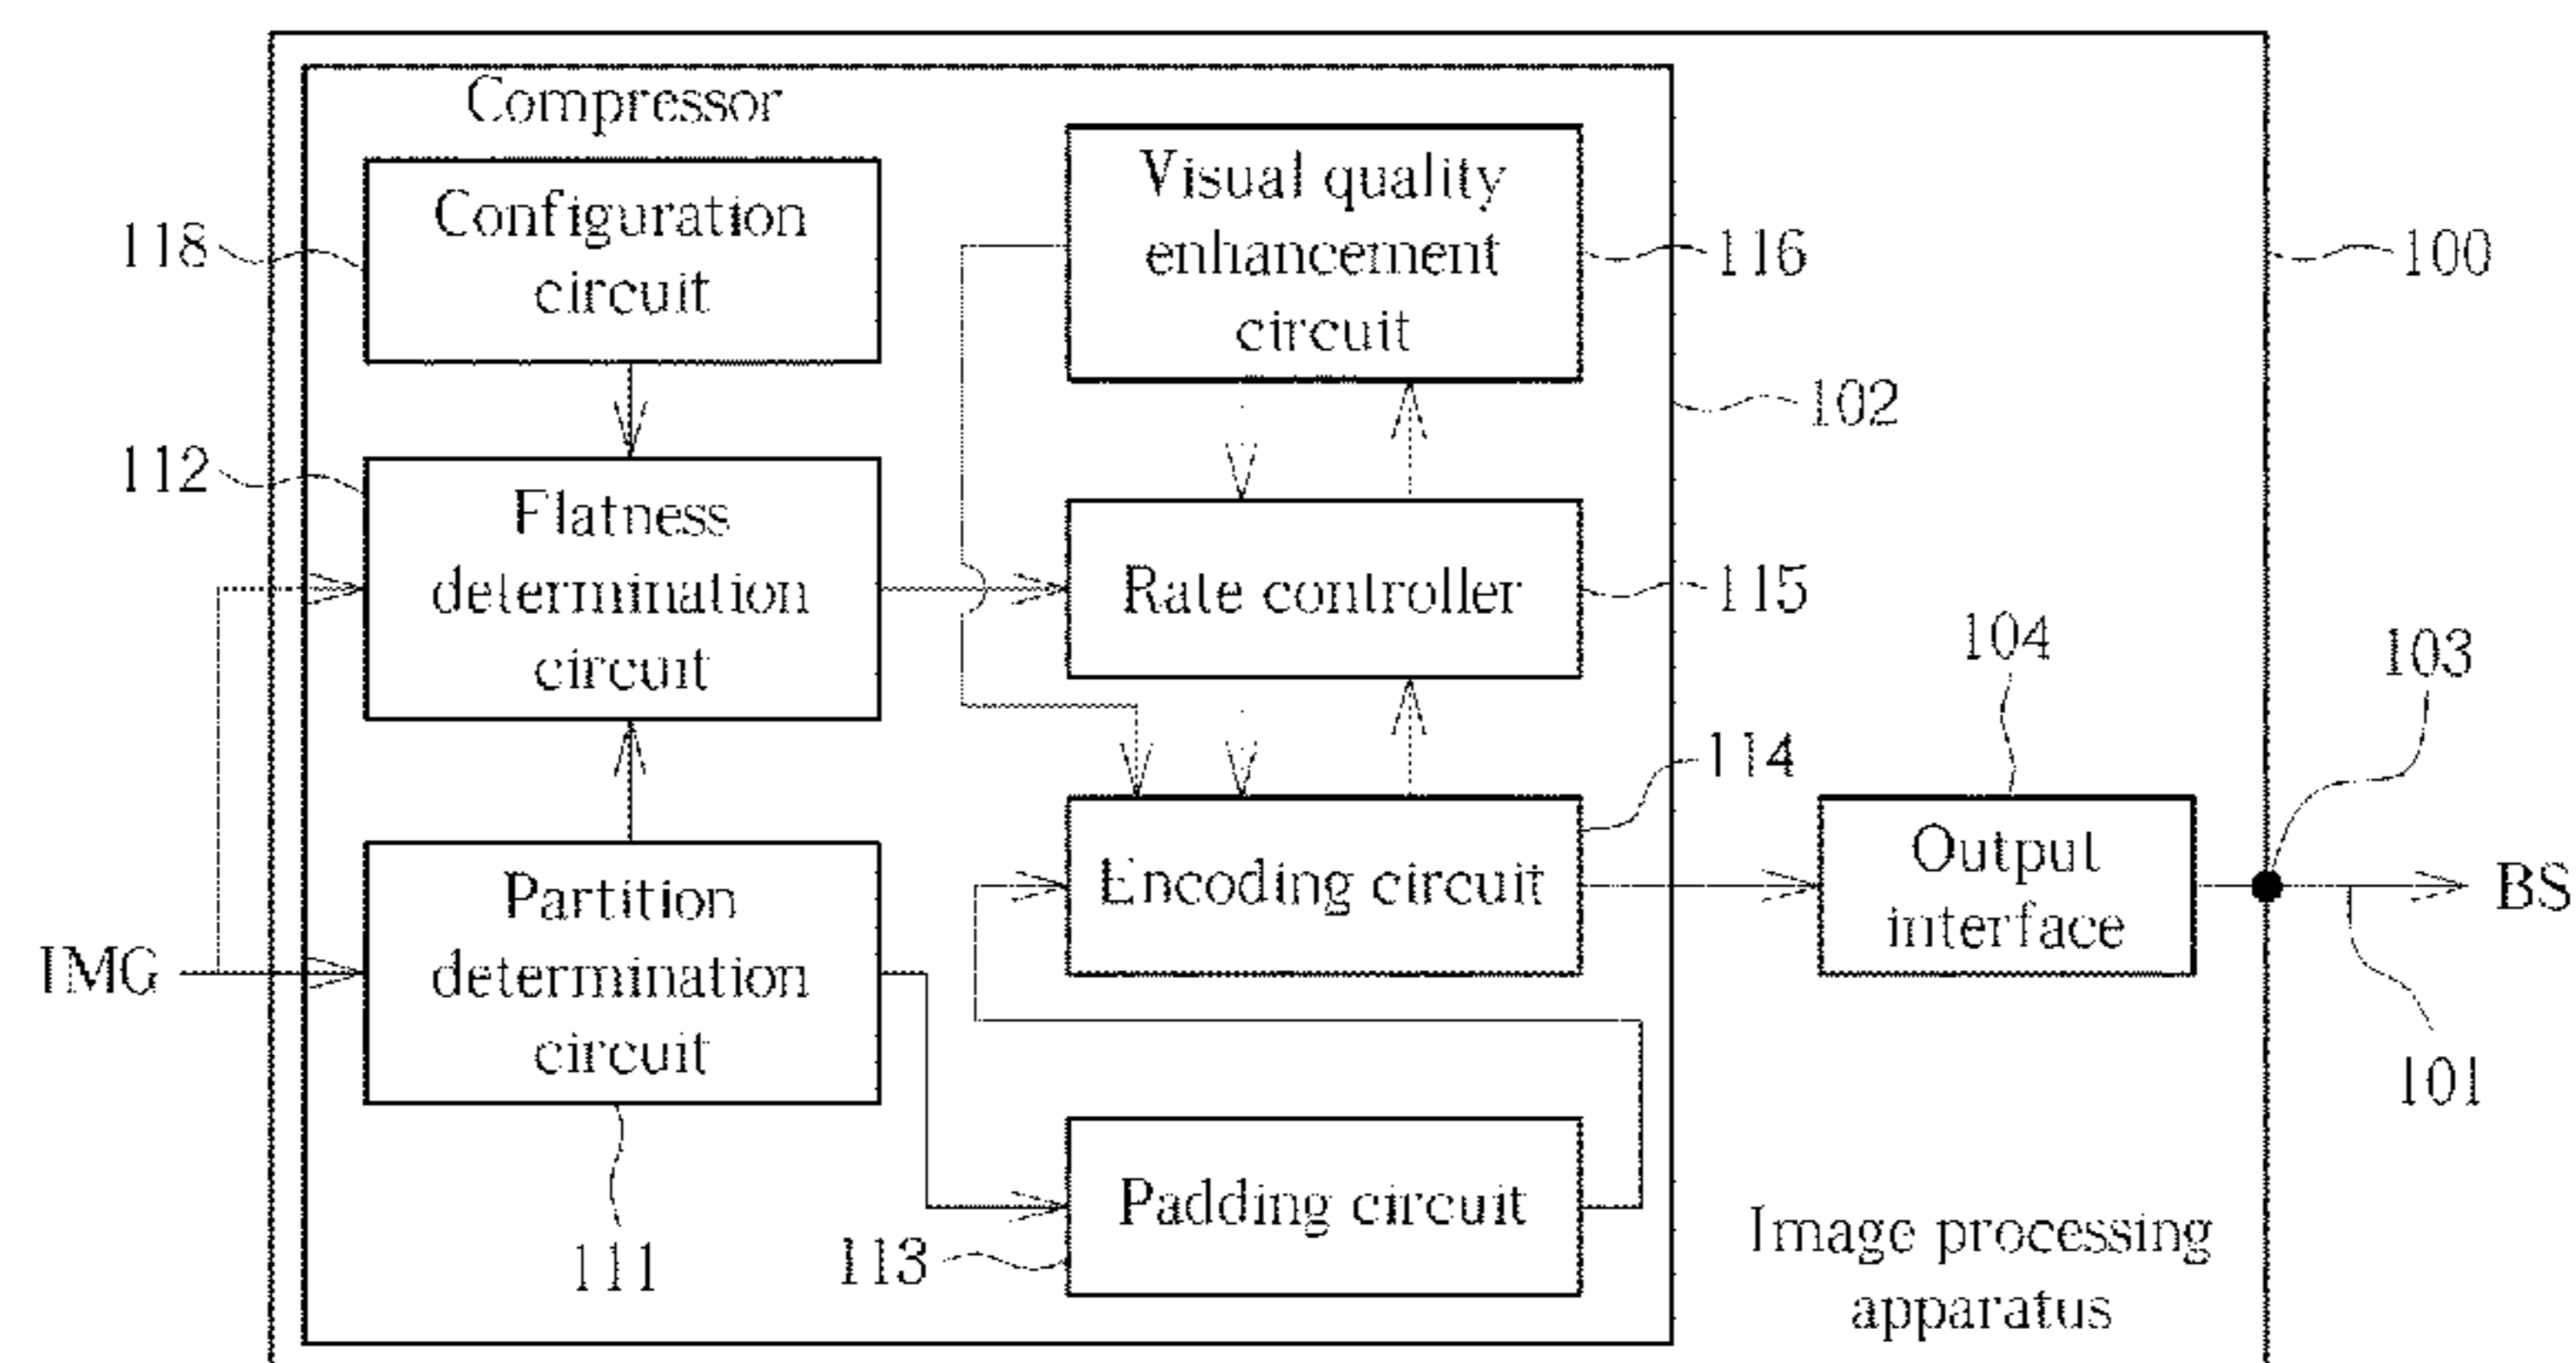 Compressor
Configuration
circuit
118
Visual quality
enhancement
circuit
116
100
102
112
Flatness
determination
circuit
Rate controller
115
104
103
114
Partition
determination
circuit
Encoding circuit
Output
interface
BS
IMG
101
111
113
Padding circuit
Image processing
apparatus